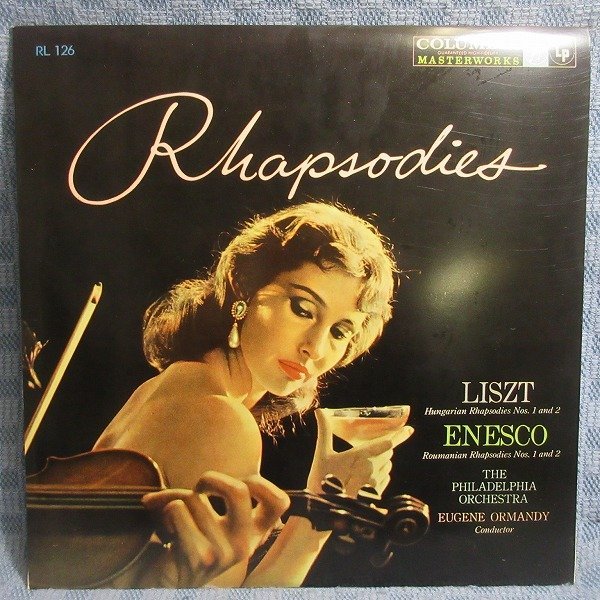 RL 126
COLUMBIA
MASTERWORKS
LP
Rhapsodies
LISZT
Hungarian Rhapsodies Nos. 1 and 2
ENESCO
Roumanian Rhapsodies Nos. 1 and 2
THE
PHILADELPHIA
ORCHESTRA
EUGENE ORMANDY
Conductor